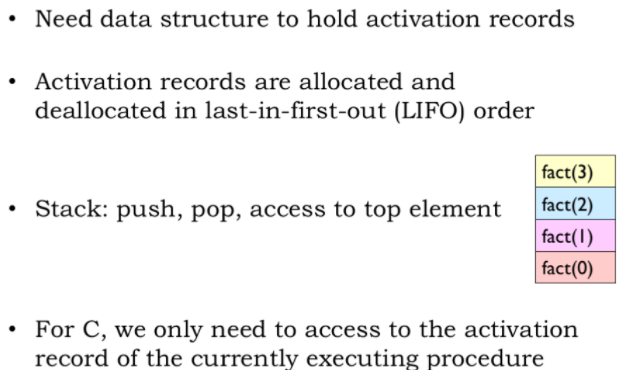 • Need data structure to hold activation records
• Activation records are allocated and
deallocated in last-in-first-out (LIFO) order
• Stack: push, pop, access to top element
fact(3)
fact(2)
fact(1)
fact(0)
• For C, we only need to access to the activation
record of the currently executing procedure